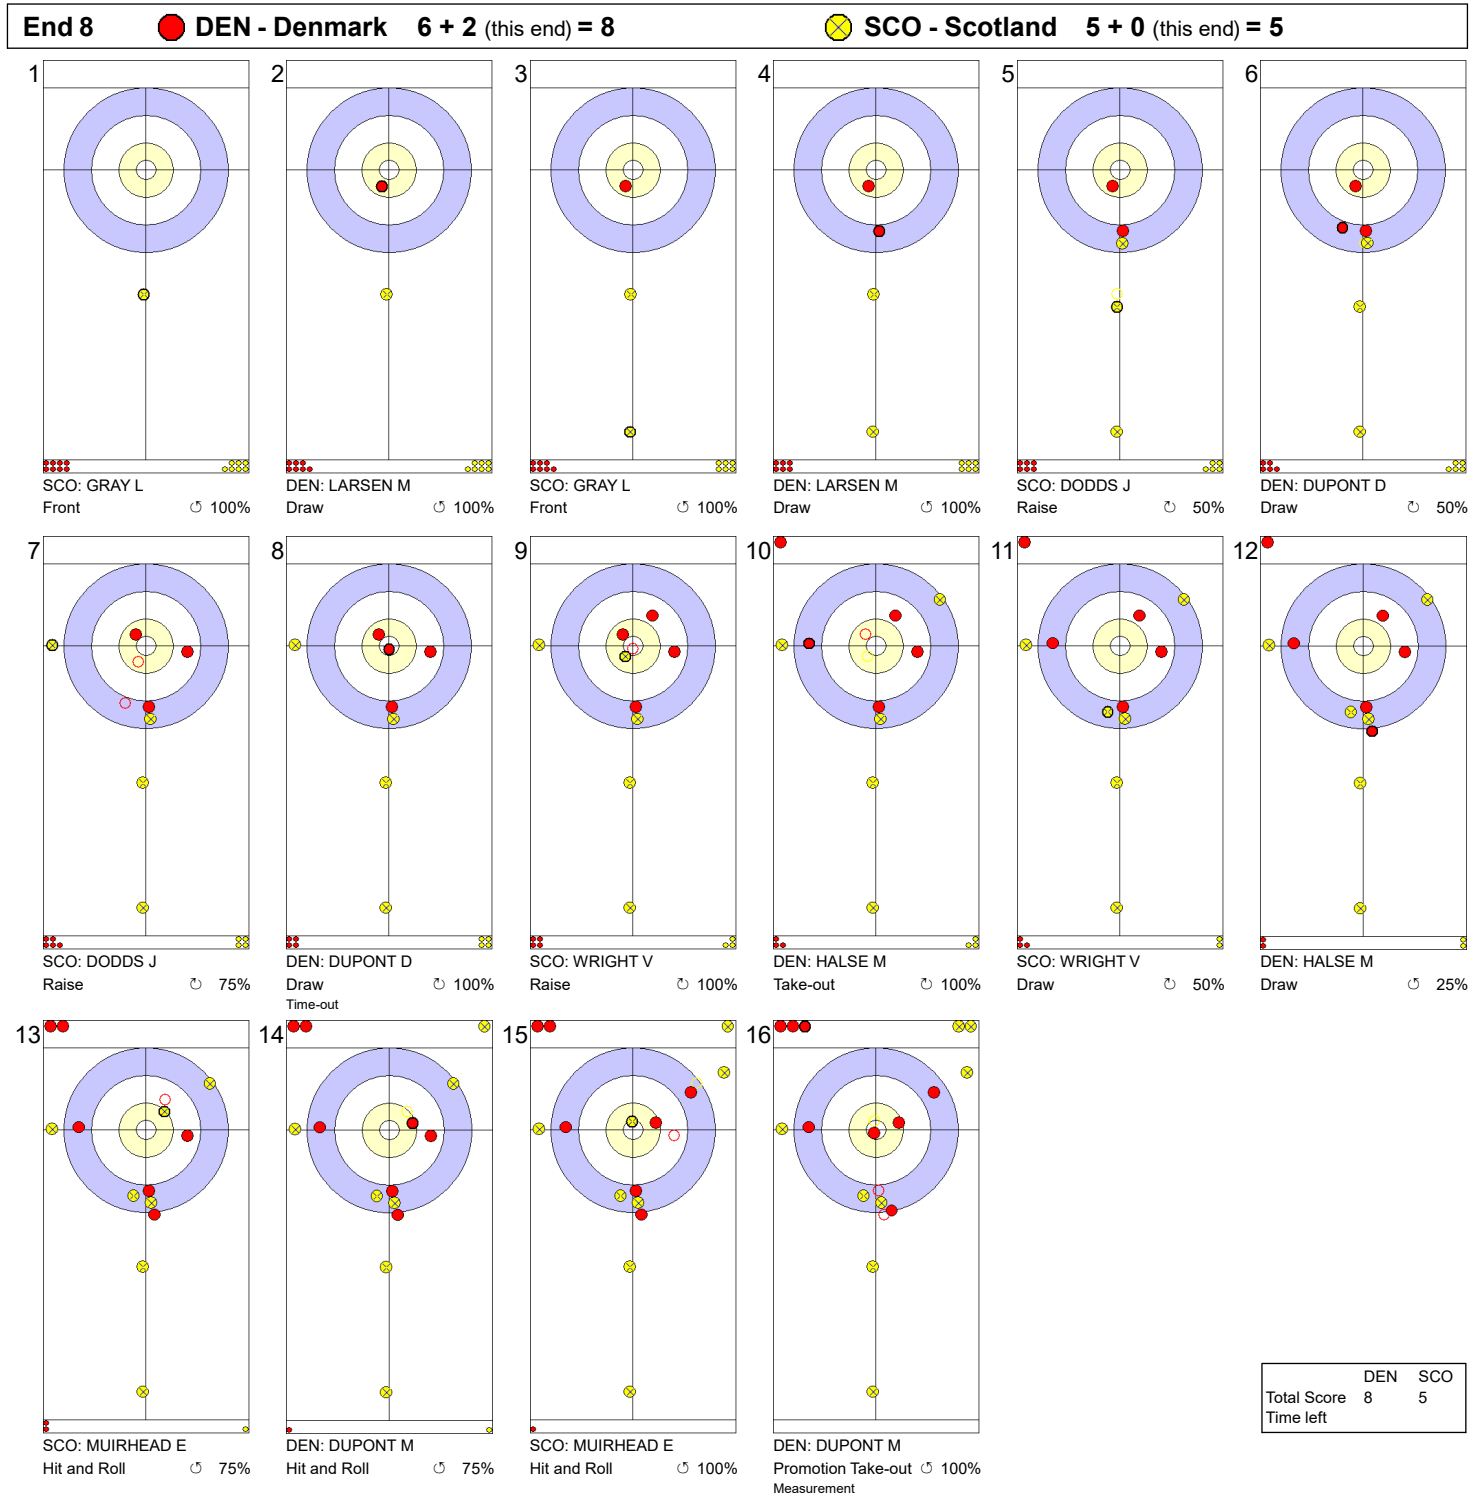 End 8 DEN - Denmark 6 + 2 (this end) = 8 SCO - Scotland 5 + 0 (this end) = 5
1 2 3 4 5 6
SCO: GRAY L DEN: LARSEN M SCO: GRAY L DEN: LARSEN M SCO: DODDS J DEN: DUPONT D
Front ↺ 100% Draw ↺ 100% Front ↺ 100% Draw ↺ 100% Raise ↻ 50% Draw ↻ 50%
7 8 9 10 11 12
SCO: DODDS J DEN: DUPONT D SCO: WRIGHT V DEN: HALSE M SCO: WRIGHT V DEN: HALSE M
Raise ↻ 75% Draw ↻ 100% Raise ↻ 100% Take-out ↺ 100% Draw ↻ 50% Draw ↺ 25%
Time-out
13 14 15 16
DEN SCO
Total Score 8 5
Time left
SCO: MUIRHEAD E DEN: DUPONT M SCO: MUIRHEAD E DEN: DUPONT M
Hit and Roll ↺ 75% Hit and Roll ↺ 75% Hit and Roll ↺ 100% Promotion Take-out ↺ 100%
Measurement